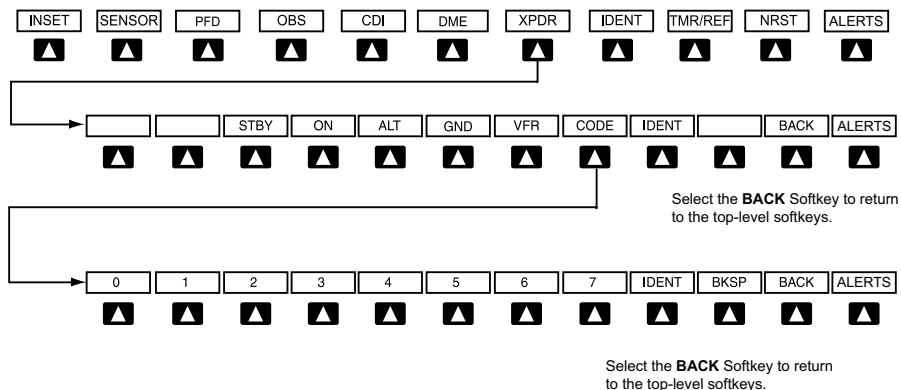 INSET SENSOR PFD OBS CDI DME XPDR IDENT TMR/REF NRST ALERTS
STBY ON ALT GND VFR CODE IDENT BACK ALERTS
Select the BACK Softkey to return
to the top-level softkeys.
0 1 2 3 4 5 6 7 IDENT BKSP BACK ALERTS
Select the BACK Softkey to return
to the top-level softkeys.